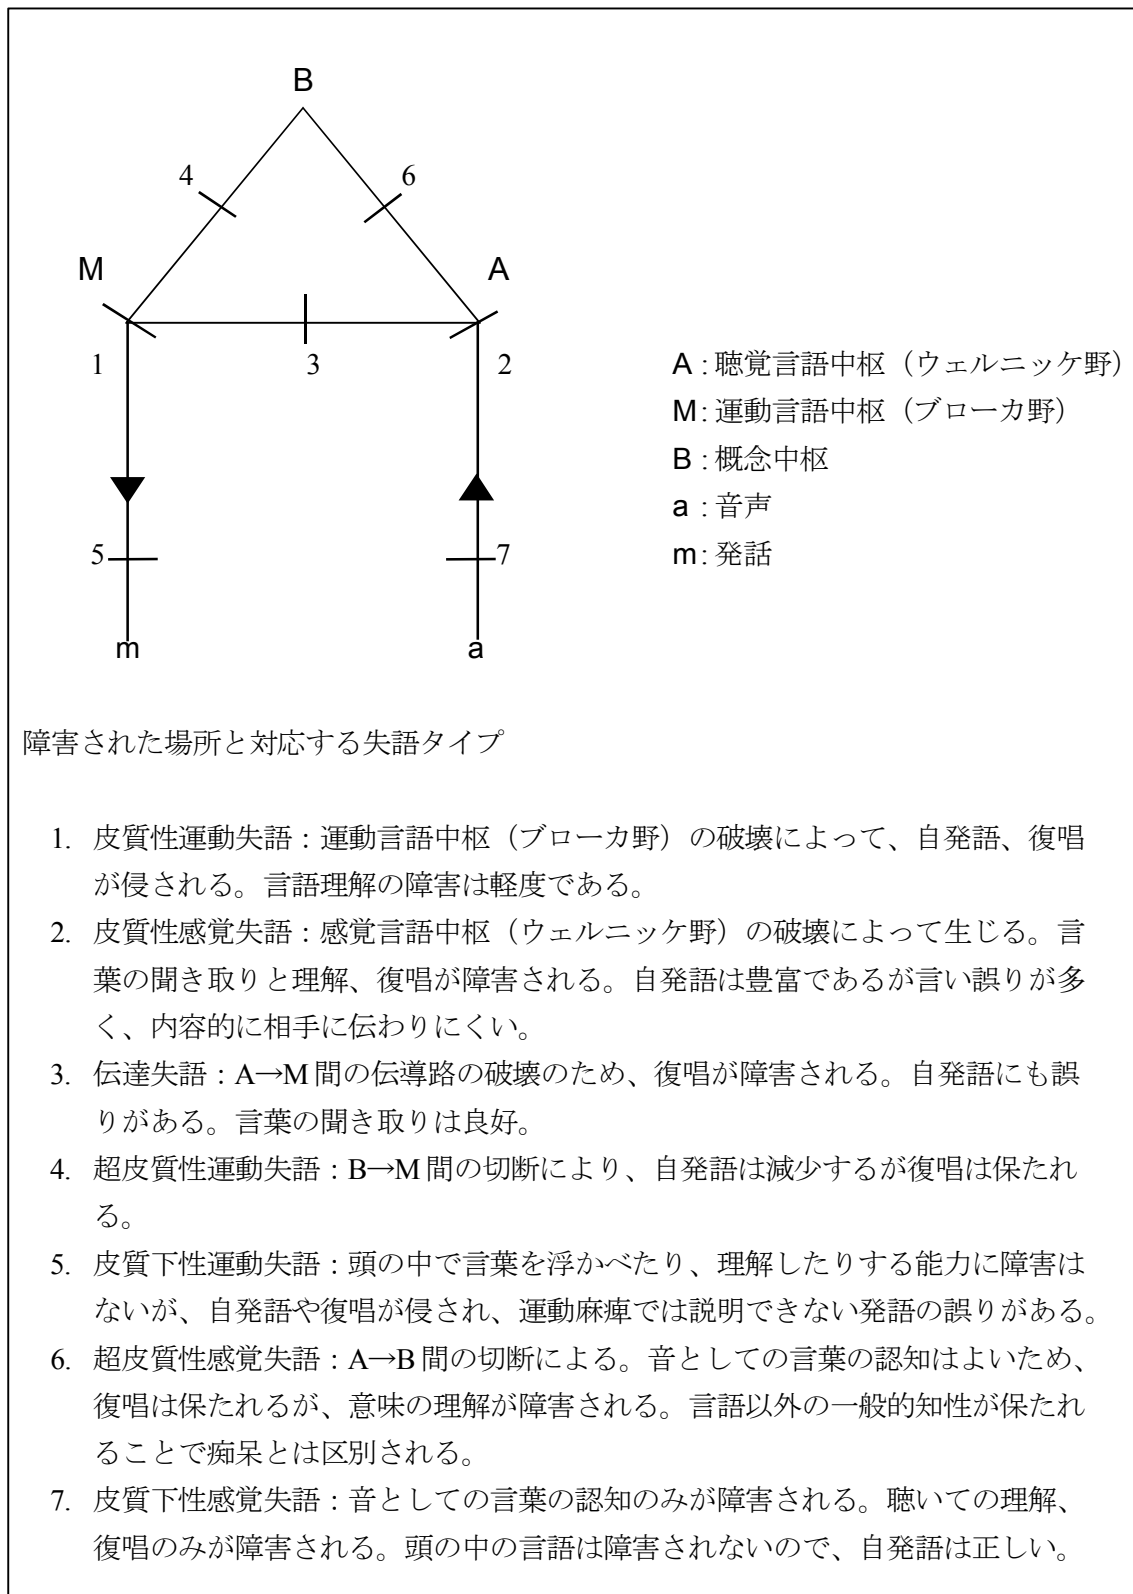 B
4
6
M
A
1
3
2
A：聴覚言語中枢（ウェルニッケ野）
M：運動言語中枢（ブローカ野）
B：概念中枢
a：音声
m：発話
5
7
m
a
障害された場所と対応する失語タイプ
1. 皮質性運動失語：運動言語中枢（ブローカ野）の破壊によって、自発語、復唱
が侵される。言語理解の障害は軽度である。
2. 皮質性感覚失語：感覚言語中枢（ウェルニッケ野）の破壊によって生じる。言
葉の聞き取りと理解、復唱が障害される。自発語は豊富であるが言い誤りが多
く、内容的に相手に伝わりにくい。
3. 伝達失語：A→M間の伝導路の破壊のため、復唱が障害される。自発語にも誤
りがある。言葉の聞き取りは良好。
4. 超皮質性運動失語：B→M間の切断により、自発語は減少するが復唱は保たれ
る。
5. 皮質下性運動失語：頭の中で言葉を浮かべたり、理解したりする能力に障害は
ないが、自発語や復唱が侵され、運動麻痺では説明できない発語の誤りがある。
6. 超皮質性感覚失語：A→B間の切断による。音としての言葉の認知はよいため、
復唱は保たれるが、意味の理解が障害される。言語以外の一般的知性が保たれ
ることで痴呆とは区別される。
7. 皮質下性感覚失語：音としての言葉の認知のみが障害される。聴いての理解、
復唱のみが障害される。頭の中の言語は障害されないので、自発語は正しい。